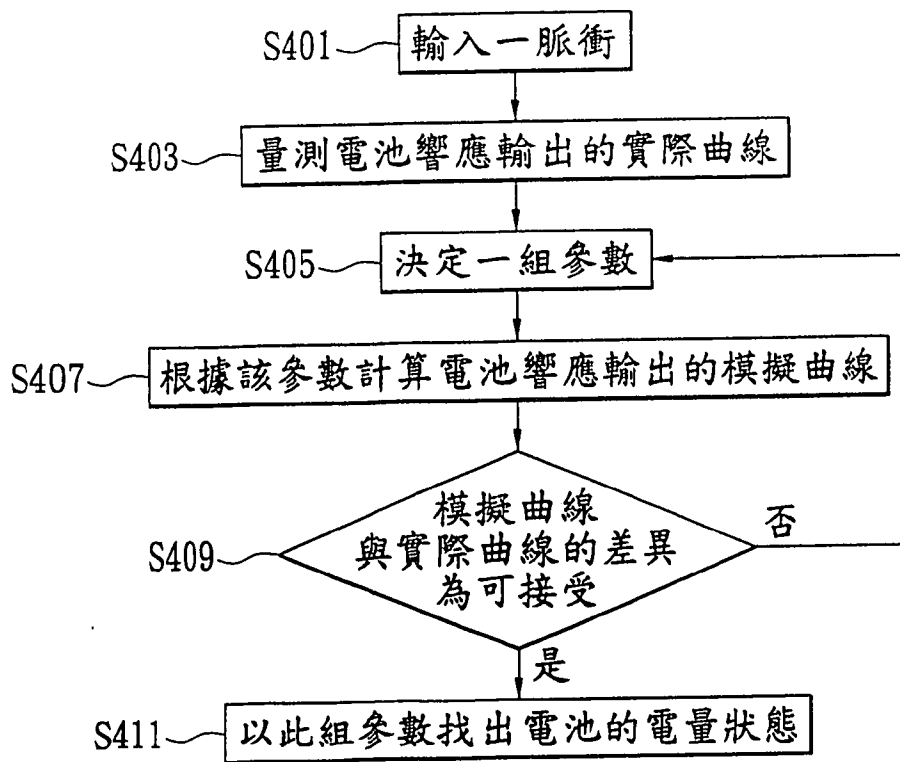 S401
輸入一脈衝
S403
量測電池響應輸出的實際曲線
S405
決定一組參數
S407
根據該參數計算電池響應輸出的模擬曲線
S409
模擬曲線
與實際曲線的差異
為可接受
否
是
S411
以此組參數找出電池的電量狀態